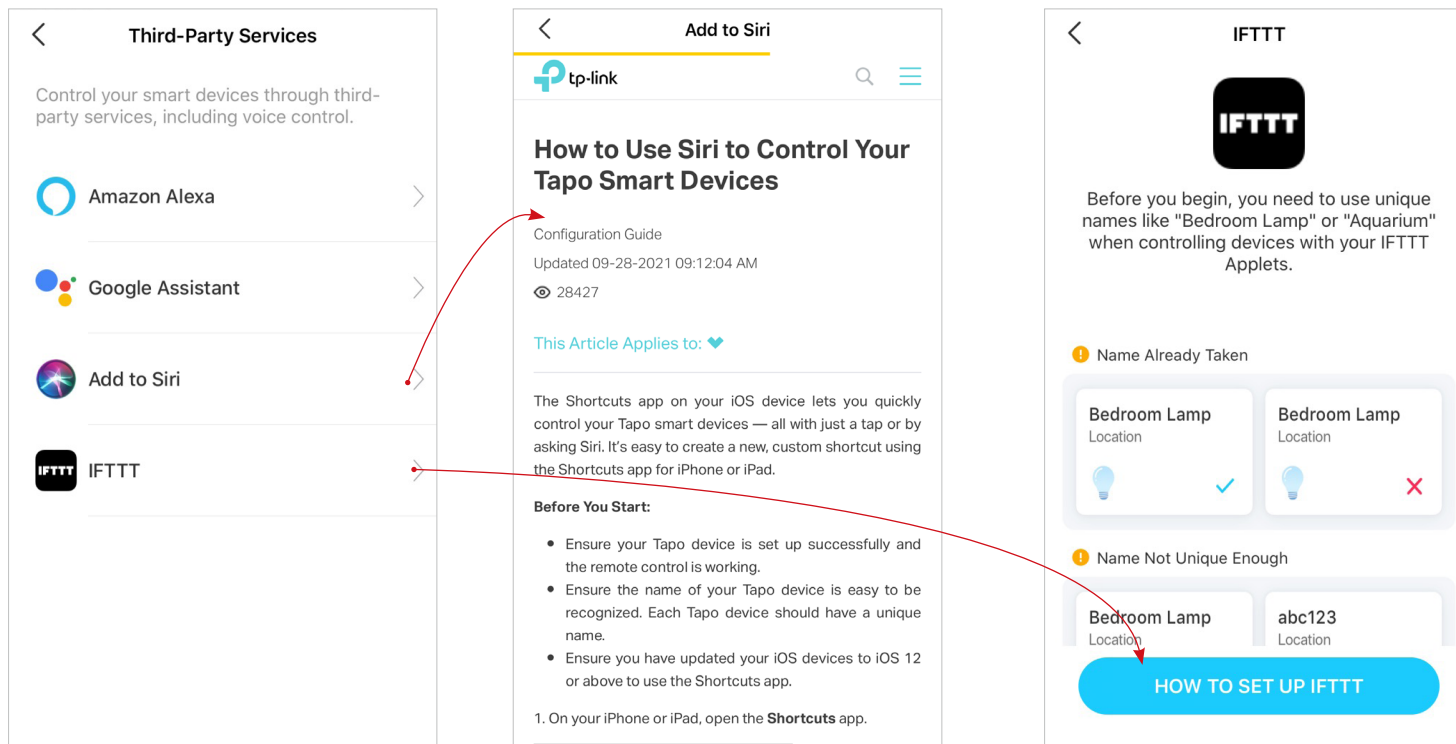 Third-Party Services
Control your smart devices through third-
party services, including voice control.
Amazon Alexa
Google Assistant
Add to Siri
IFTTT
IFTTT
Add to Siri
tp-link
How to Use Siri to Control Your
Tapo Smart Devices
Configuration Guide
Updated 09-28-2021 09:12:04 AM
28427
This Article Applies to:
The Shortcuts app on your iOS device lets you quickly
control your Tapo smart devices — all with just a tap or by
asking Siri. It's easy to create a new, custom shortcut using
the Shortcuts app for iPhone or iPad.
Before You Start:
• Ensure your Tapo device is set up successfully and
the remote control is working.
• Ensure the name of your Tapo device is easy to be
recognized. Each Tapo device should have a unique
name.
• Ensure you have updated your iOS devices to iOS 12
or above to use the Shortcuts app.
1. On your iPhone or iPad, open the Shortcuts app.
IFTTT
IFTTT
Before you begin, you need to use unique
names like "Bedroom Lamp" or "Aquarium"
when controlling devices with your IFTTT
Applets.
Name Already Taken
Bedroom Lamp
Location
Bedroom Lamp
Location
Name Not Unique Enough
Bedroom Lamp
Location
abc123
Location
HOW TO SET UP IFTTT